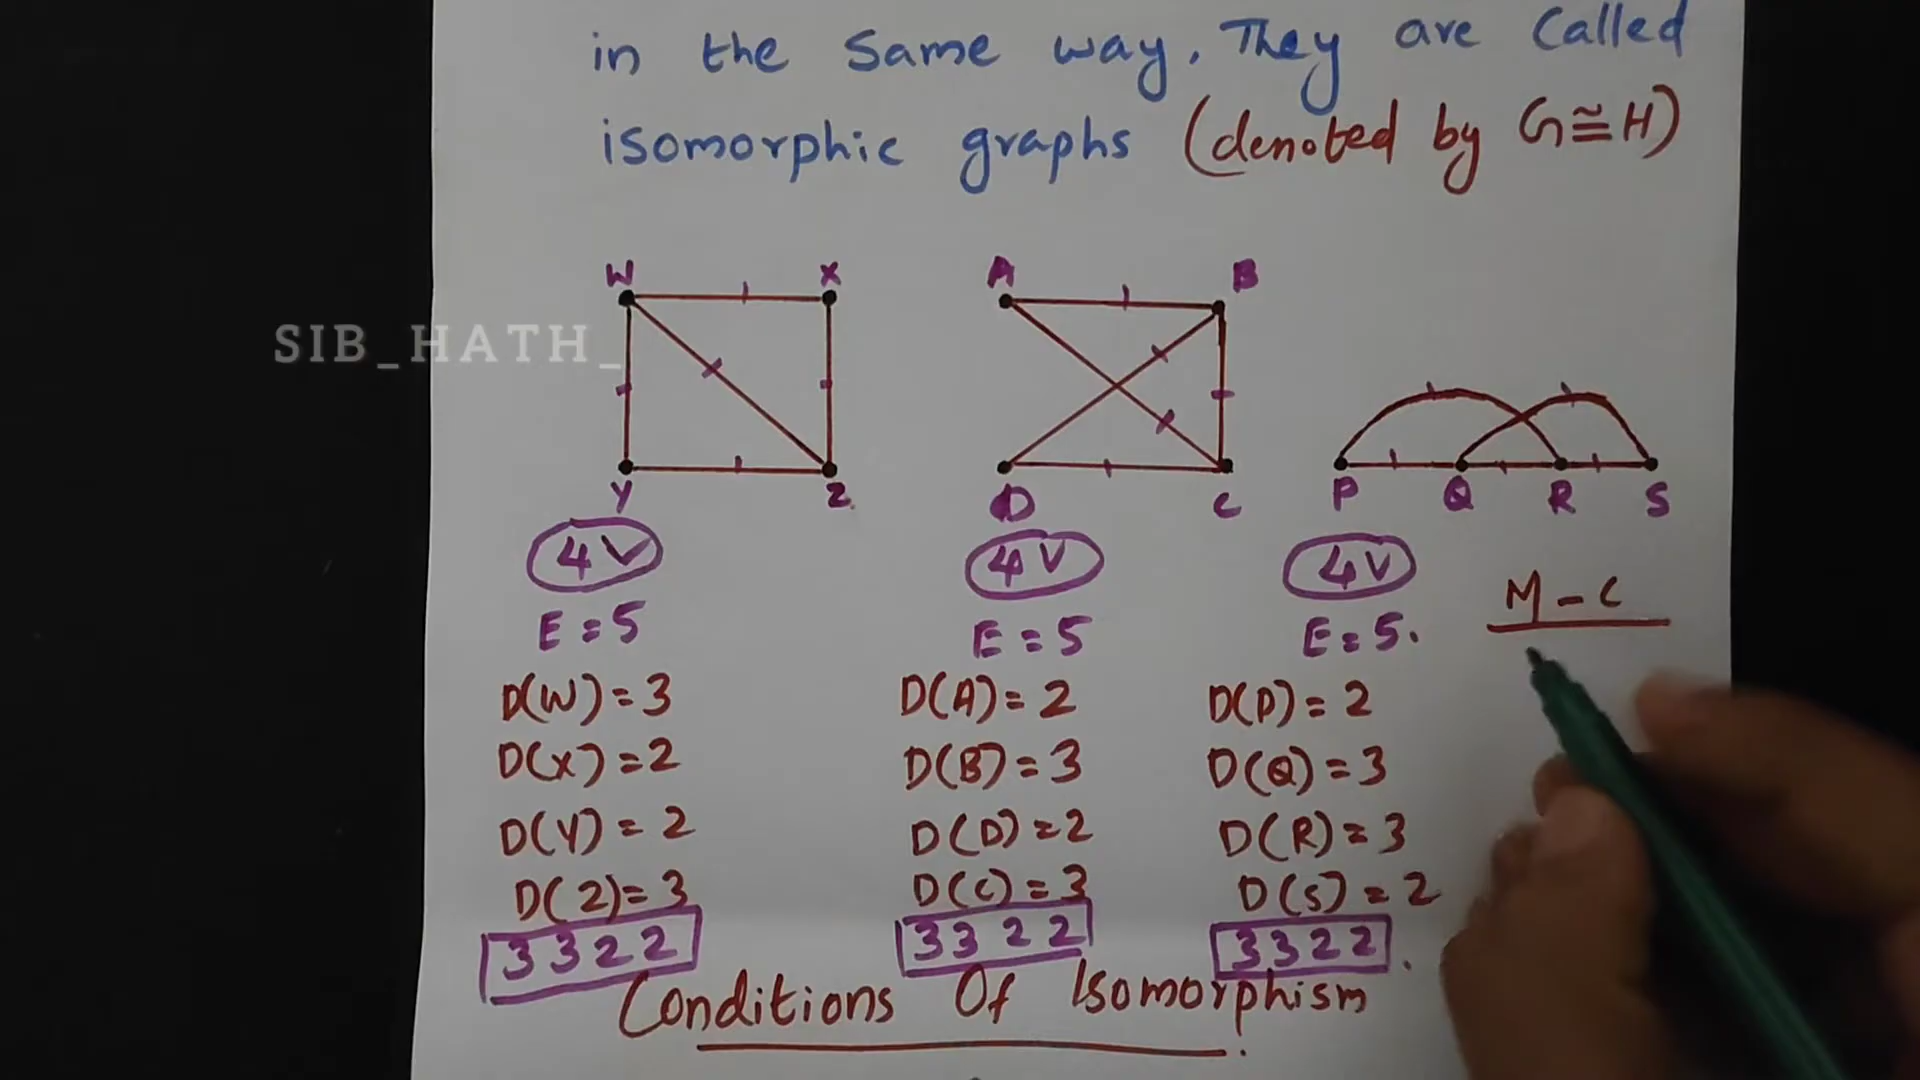 in the same way. They are called
isomorphic graphs (denoted by G≅H)
W X A B
SIB_HATH_
Y Z D C P Q R S
4V 4V 4V M-C
E=5 E=5 E=5.
D(W)=3 D(A)=2 D(P)=2
D(X)=2 D(B)=3 D(Q)=3
D(Y)=2 D(D)=2 D(R)=3
D(Z)=3 D(C)=3 D(S)=2
3322 3322 3322.
Conditions Of Isomorphism